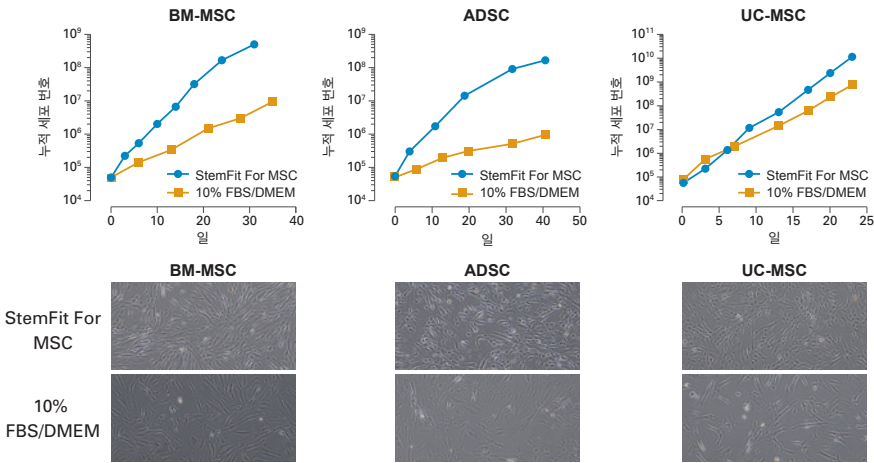 BM-MSC
10⁹
10⁸
10⁷
10⁶
10⁵
10⁴
누적 세포 번호
StemFit For MSC
10% FBS/DMEM
0 10 20 30 40
일
ADSC
10⁹
10⁸
10⁷
10⁶
10⁵
10⁴
누적 세포 번호
StemFit For MSC
10% FBS/DMEM
0 10 20 30 40 50
일
UC-MSC
10¹¹
10¹⁰
10⁹
10⁸
10⁷
10⁶
10⁵
10⁴
누적 세포 번호
StemFit For MSC
10% FBS/DMEM
0 5 10 15 20 25
일
BM-MSC ADSC UC-MSC
StemFit For
MSC
10%
FBS/DMEM